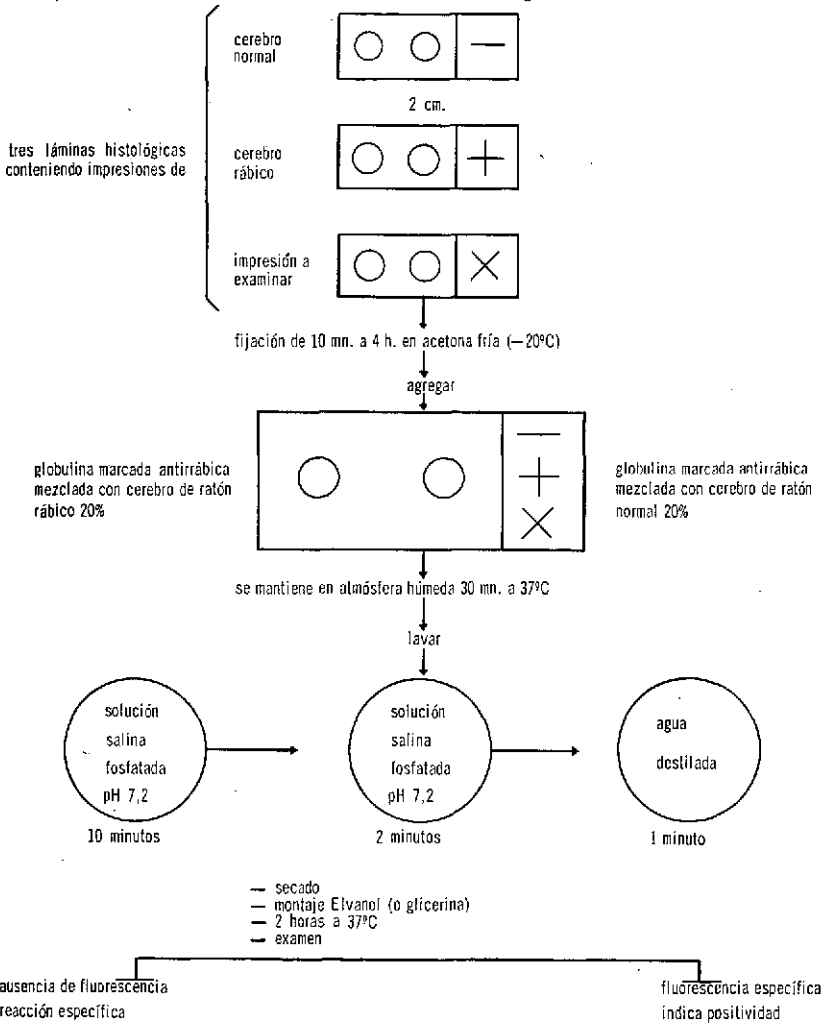 cerebro
normal
—
2 cm.
tres láminas histológicas
conteniendo impresiones de
cerebro
rábico
+
impresión a
examinar
X
fijación de 10 mn. a 4 h. en acetona fría (—20ºC)
agregar
globulina marcada antirrábica
mezclada con cerebro de ratón
rábico 20%
—
+
X
globulina marcada antirrábica
mezclada con cerebro de ratón
normal 20%
se mantiene en almósfera húmeda 30 mn. a 37ºC
lavar
solución
salina
fosfatada
pH 7,2
10 minutos
solución
salina
fosfatada
pH 7,2
2 minutos
agua
destilada
1 minuto
— secado
— montaje Elvanol (o glicerina)
— 2 horas a 37ºC
— examen
ausencia de fluorescencia
reacción específica
fluorescencia específica
indica positividad